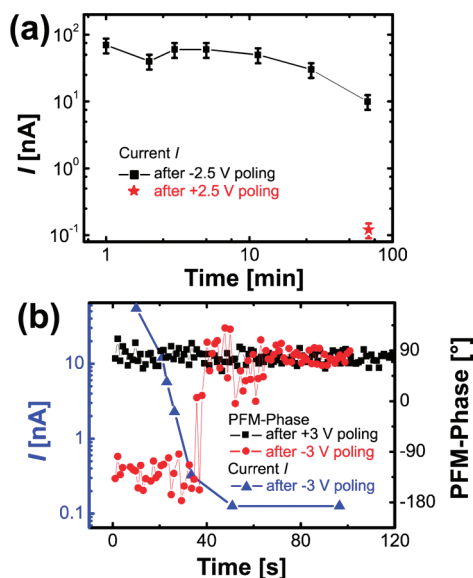 (a)
10²
10¹
10⁰
10⁻¹
I [nA]
Current I
after -2.5 V poling
after +2.5 V poling
1 10 100
Time [min]
(b)
10
1
0.1
I [nA]
90
0
-90
-180
PFM-Phase [°]
PFM-Phase
after +3 V poling
after -3 V poling
Current I
after -3 V poling
0 20 40 60 80 120
Time [s]